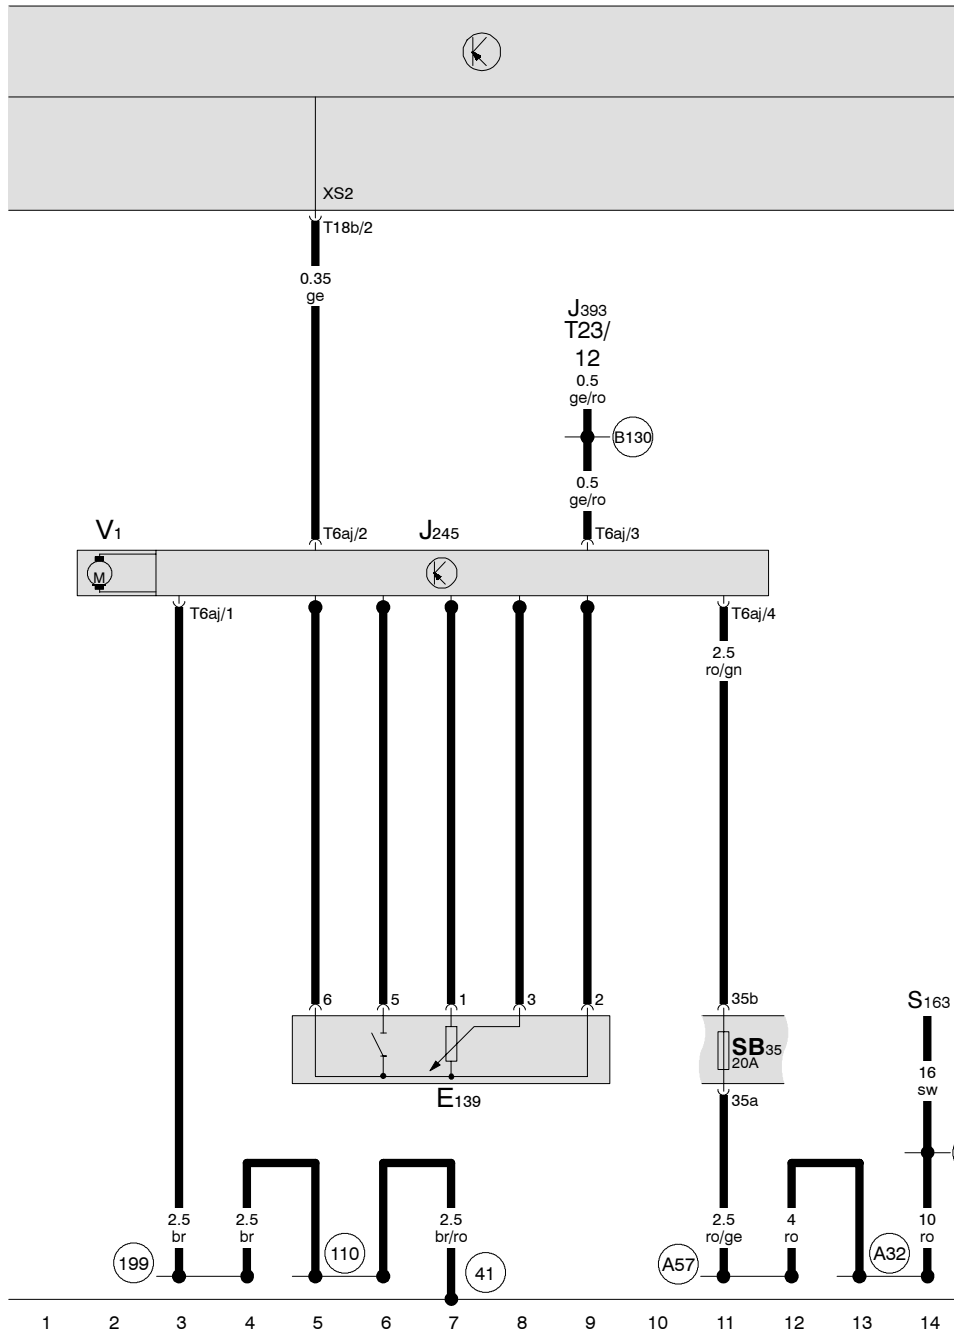 XS2
T18b/2
0.35
ge
J393
T23/
12
0.5
ge/ro
B130
0.5
ge/ro
V1
T6aj/2
J245
T6aj/3
M
T6aj/1
T6aj/4
2.5
ro/gn
6
5
1
3
2
35b
S163
SB35
20A
16
sw
E139
35a
2.5
br
2.5
br
2.5
br/ro
2.5
ro/ge
4
ro
10
ro
199
110
41
A57
A32
1 2 3 4 5 6 7 8 9 10 11 12 13 14